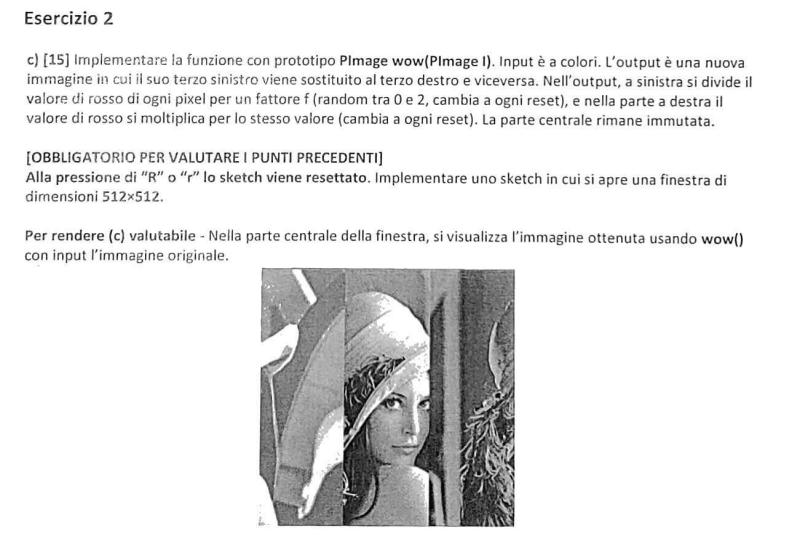 Esercizio 2
c) [15] Implementare la funzione con prototipo PImage wow(PImage I). Input è a colori. L'output è una nuova
immagine in cui il suo terzo sinistro viene sostituito al terzo destro e viceversa. Nell'output, a sinistra si divide il
valore di rosso di ogni pixel per un fattore f (random tra 0 e 2, cambia a ogni reset), e nella parte a destra il
valore di rosso si moltiplica per lo stesso valore (cambia a ogni reset). La parte centrale rimane immutata.
[OBBLIGATORIO PER VALUTARE I PUNTI PRECEDENTI]
Alla pressione di "R" o "r" lo sketch viene resettato. Implementare uno sketch in cui si apre una finestra di
dimensioni 512×512.
Per rendere (c) valutabile - Nella parte centrale della finestra, si visualizza l'immagine ottenuta usando wow()
con input l'immagine originale.